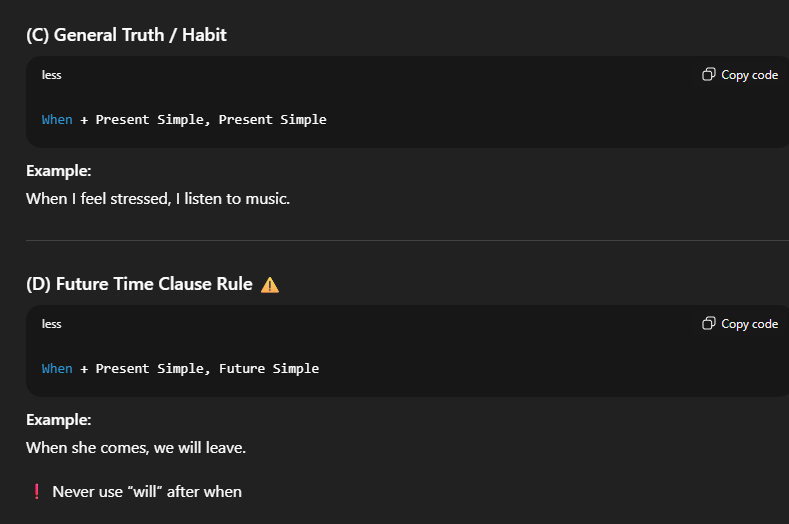 (C) General Truth / Habit
less
Copy code
When + Present Simple, Present Simple
Example:
When I feel stressed, I listen to music.
(D) Future Time Clause Rule ⚠️
less
Copy code
When + Present Simple, Future Simple
Example:
When she comes, we will leave.
❗ Never use “will” after when